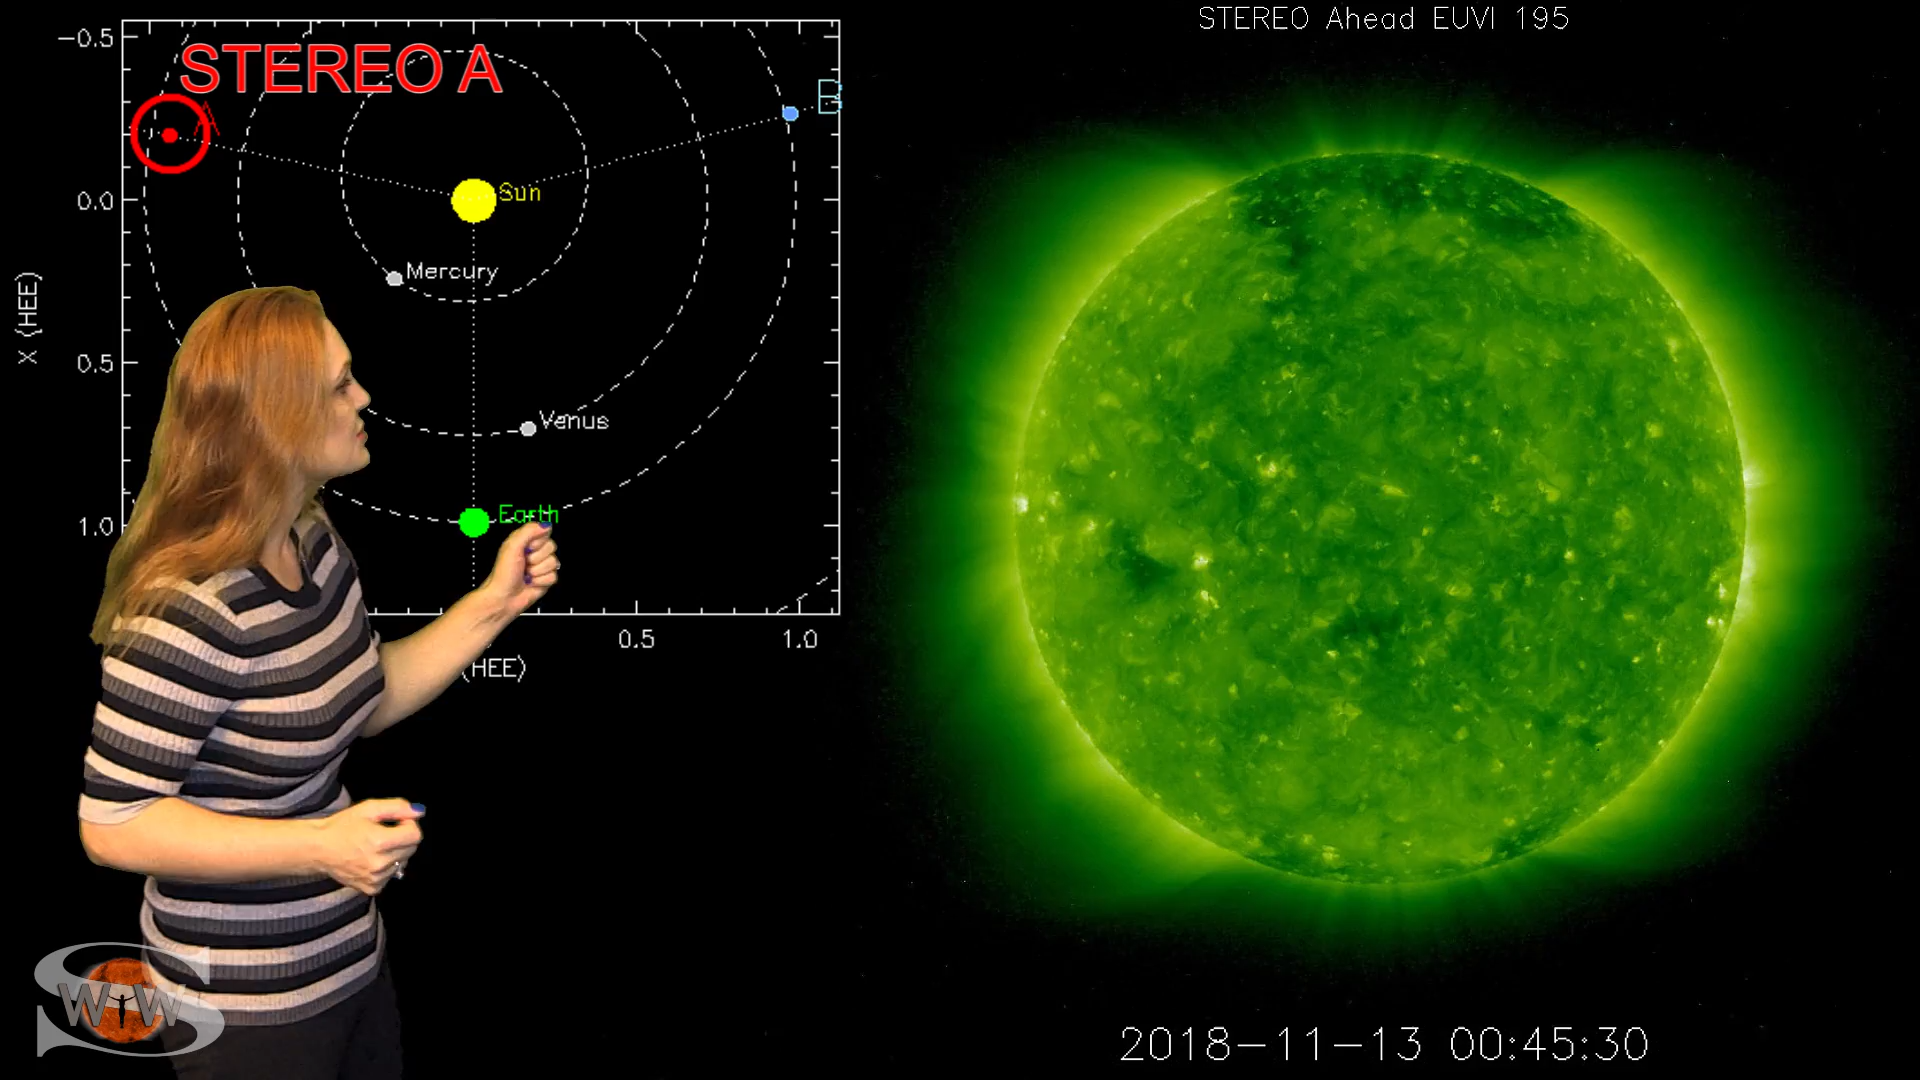 STEREO Ahead EUVI 195
−0.5
STEREO A
A
B
0.0
Sun
Mercury
X (HEE)
0.5
Venus
1.0
Earth
0.5
1.0
(HEE)
SWxW
2018−11−13 00:45:30